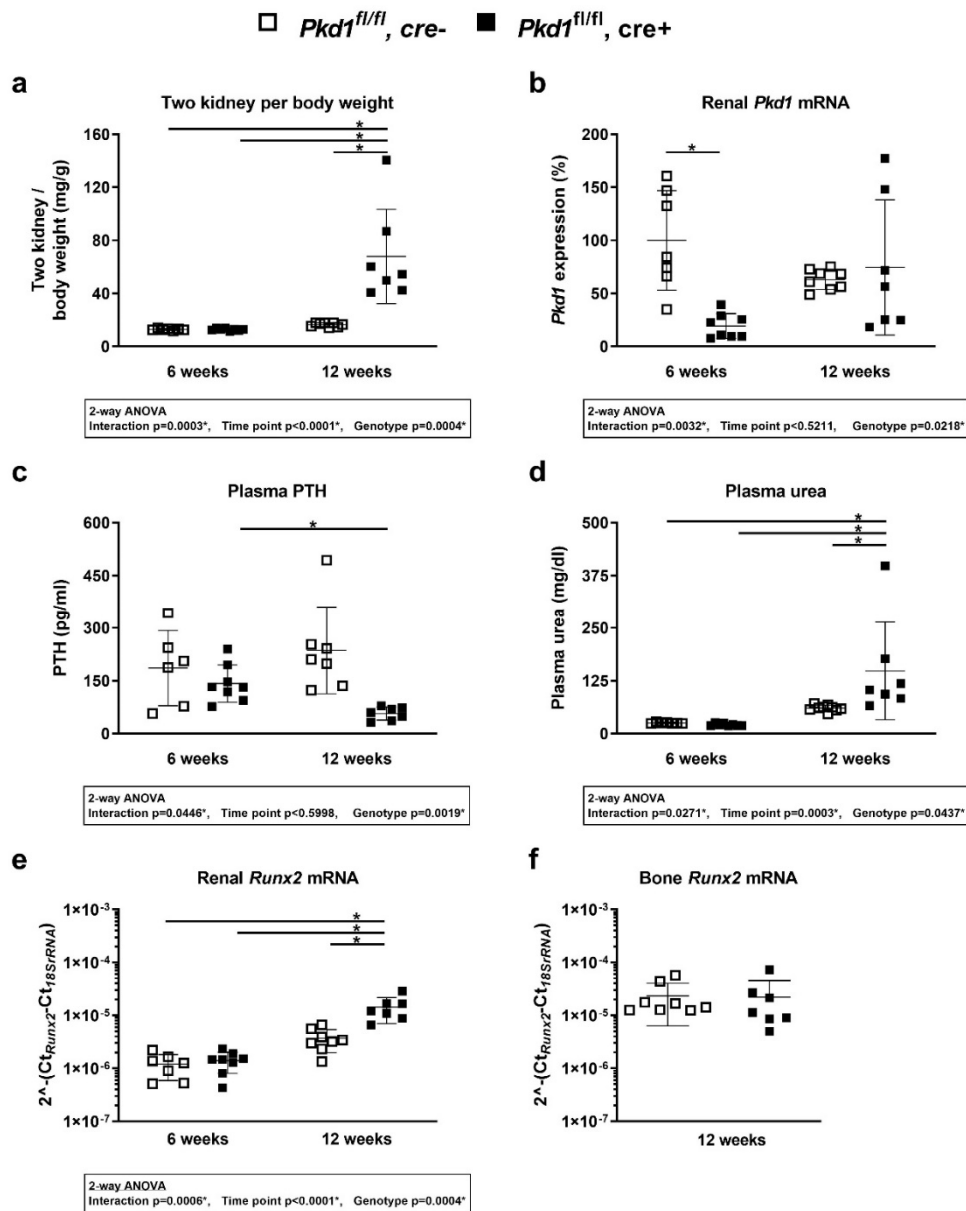 Pkd1fl/fl, cre- Pkd1fl/fl, cre+
a
Two kidney per body weight
Two kidney /
body weight (mg/g)
160
120
80
40
0
*
*
*
6 weeks 12 weeks
2-way ANOVA
Interaction p=0.0003*, Time point p<0.0001*, Genotype p=0.0004*
b
Renal Pkd1 mRNA
Pkd1 expression (%)
200
150
100
50
0
*
6 weeks 12 weeks
2-way ANOVA
Interaction p=0.0032*, Time point p<0.5211, Genotype p=0.0218*
c
Plasma PTH
PTH (pg/ml)
600
450
300
150
0
*
6 weeks 12 weeks
2-way ANOVA
Interaction p=0.0446*, Time point p<0.5998, Genotype p=0.0019*
d
Plasma urea
Plasma urea (mg/dl)
500
375
250
125
0
*
*
*
6 weeks 12 weeks
2-way ANOVA
Interaction p=0.0271*, Time point p=0.0003*, Genotype p=0.0437*
e
Renal Runx2 mRNA
2^-(CtRunx2-Ct18SrRNA)
1×10-3
1×10-4
1×10-5
1×10-6
1×10-7
*
*
*
6 weeks 12 weeks
2-way ANOVA
Interaction p=0.0006*, Time point p<0.0001*, Genotype p=0.0004*
f
Bone Runx2 mRNA
2^-(CtRunx2-Ct18SrRNA)
1×10-3
1×10-4
1×10-5
1×10-6
1×10-7
12 weeks